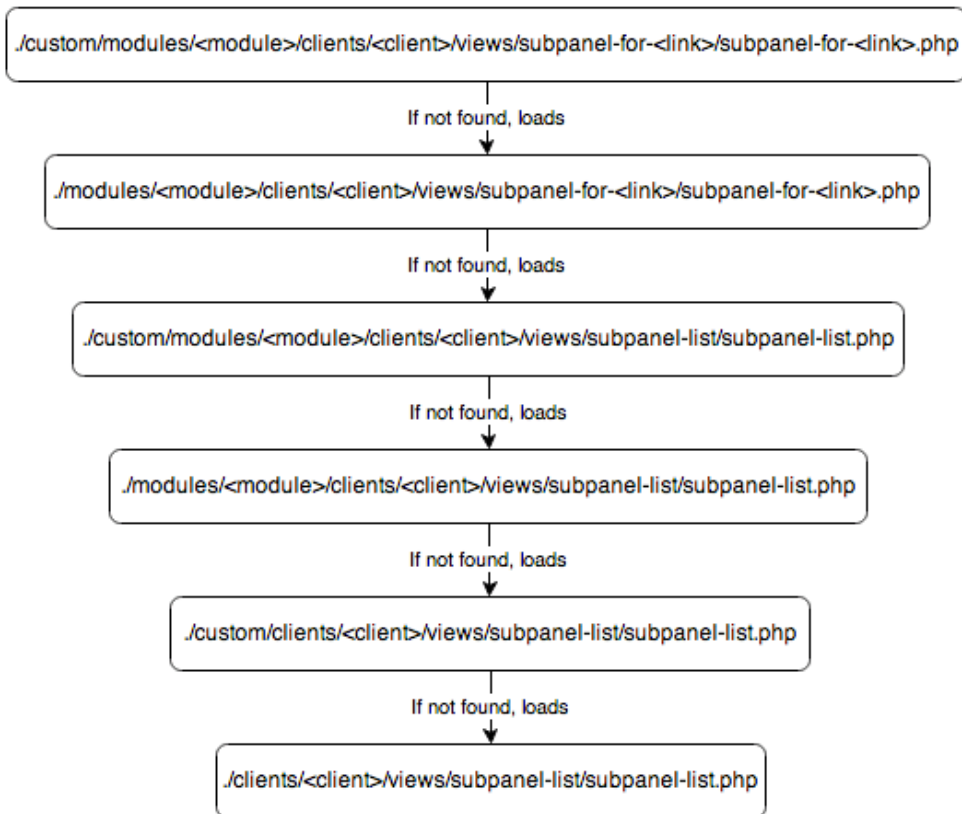 ./custom/modules/<module>/clients/<client>/views/subpanel-for-<link>/subpanel-for-<link>.php
If not found, loads
./modules/<module>/clients/<client>/views/subpanel-for-<link>/subpanel-for-<link>.php
If not found, loads
./custom/modules/<module>/clients/<client>/views/subpanel-list/subpanel-list.php
If not found, loads
./modules/<module>/clients/<client>/views/subpanel-list/subpanel-list.php
If not found, loads
./custom/clients/<client>/views/subpanel-list/subpanel-list.php
If not found, loads
./clients/<client>/views/subpanel-list/subpanel-list.php